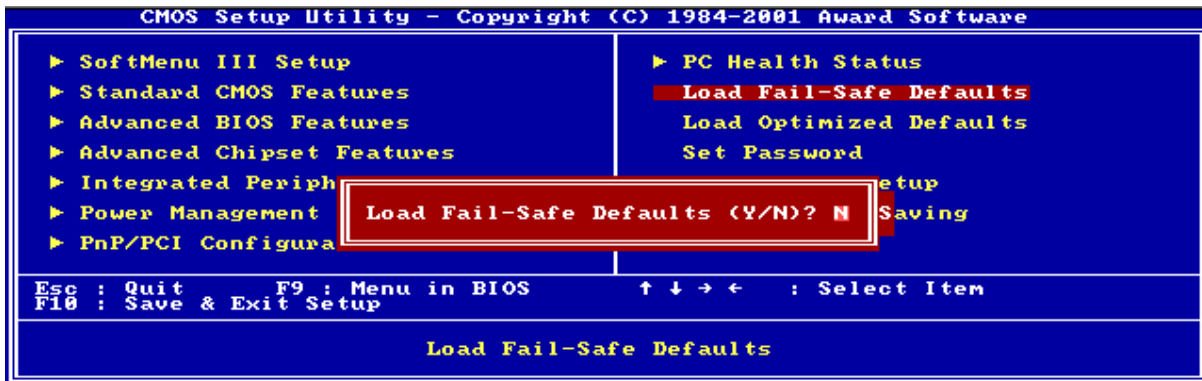 CMOS Setup Utility - Copyright (C) 1984-2001 Award Software
► SoftMenu III Setup
► Standard CMOS Features
► Advanced BIOS Features
► Advanced Chipset Features
► Integrated Periph
► Power Management
► PnP/PCI Configura
► PC Health Status
Load Fail-Safe Defaults
Load Optimized Defaults
Set Password
etup
Saving
Load Fail-Safe Defaults (Y/N)? N
Esc : Quit F9 : Menu in BIOS ↑ ↓ → ← : Select Item
F10 : Save & Exit Setup
Load Fail-Safe Defaults